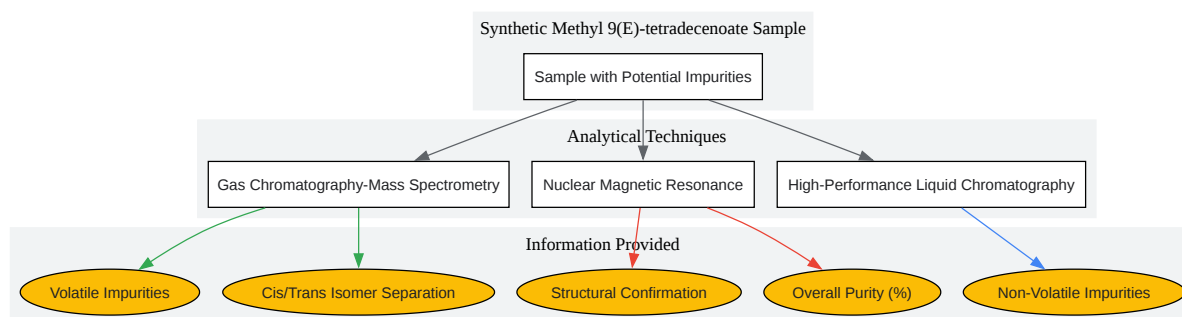 Synthetic Methyl 9(E)-tetradecenoate Sample
Sample with Potential Impurities
Analytical Techniques
Gas Chromatography-Mass Spectrometry
Nuclear Magnetic Resonance
High-Performance Liquid Chromatography
Information Provided
Volatile Impurities
Cis/Trans Isomer Separation
Structural Confirmation
Overall Purity (%)
Non-Volatile Impurities